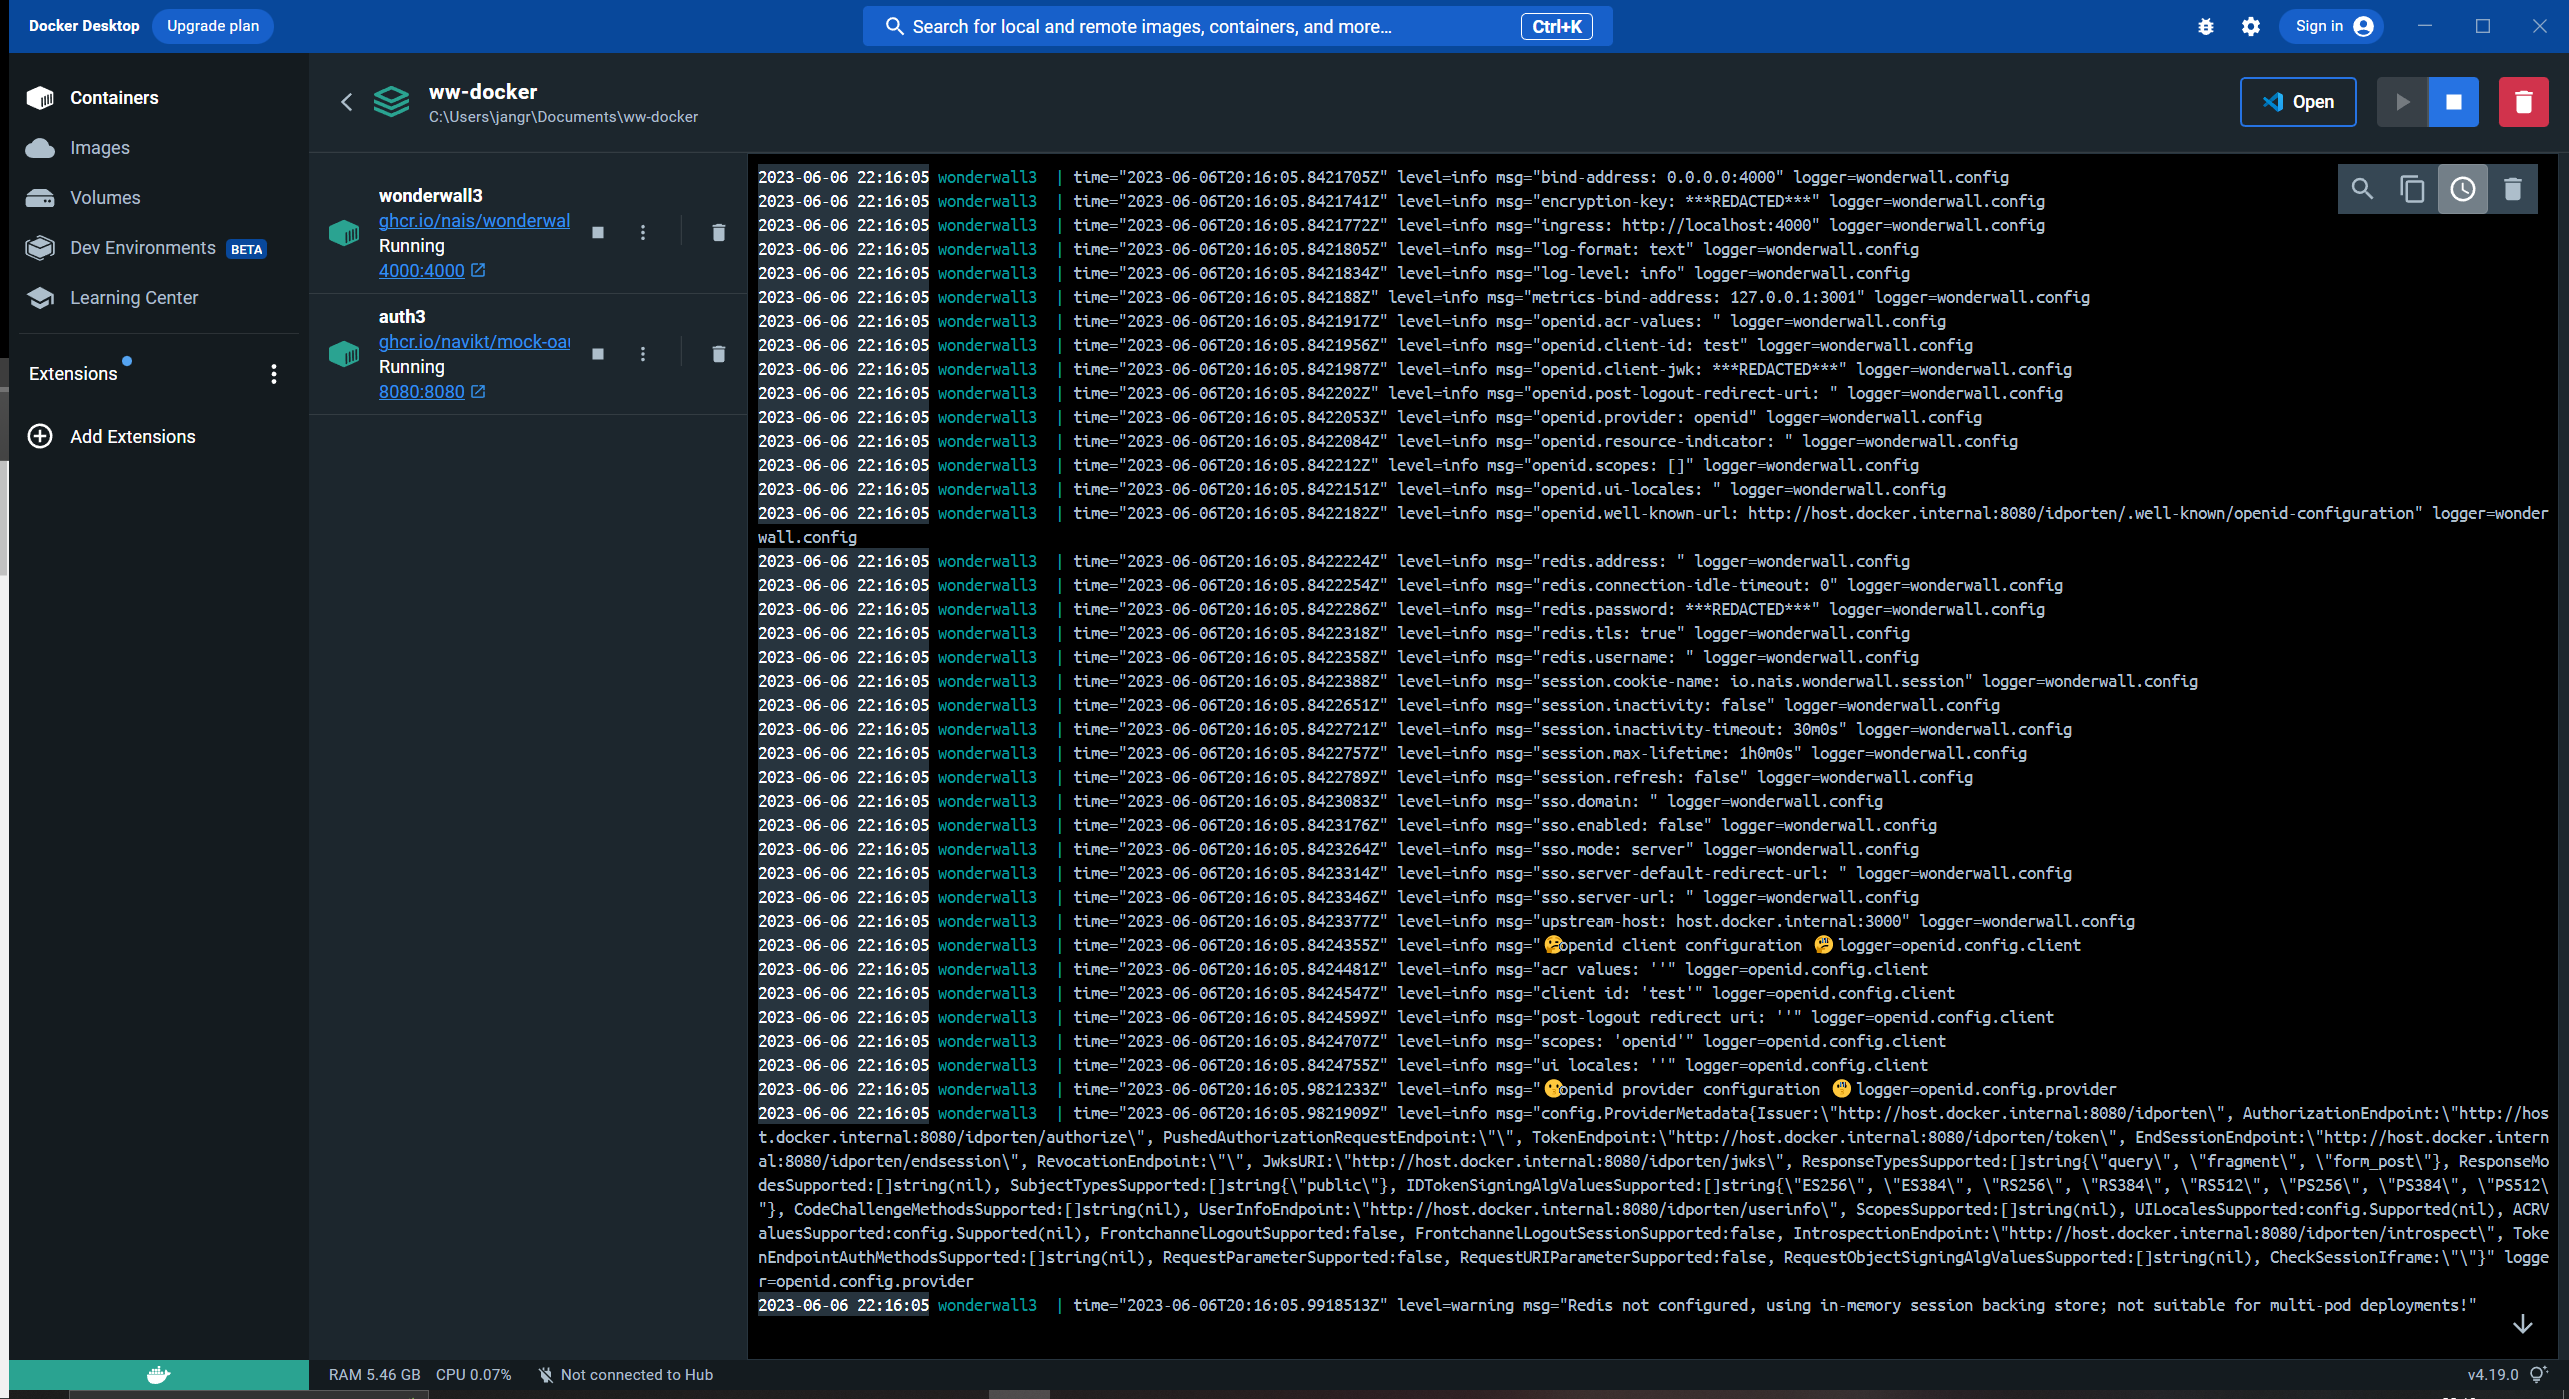 Docker Desktop
Upgrade plan
Search for local and remote images, containers, and more...
Ctrl+K
Sign in
Containers
Images
Volumes
Dev Environments BETA
Learning Center
Extensions
Add Extensions
ww-docker
C:\Users\jangr\Documents\ww-docker
Open
wonderwall3
ghcr.io/nais/wonderwal
Running
4000:4000
auth3
ghcr.io/navikt/mock-oau
Running
8080:8080
2023-06-06 22:16:05 wonderwall3 | time="2023-06-06T20:16:05.8421705Z" level=info msg="bind-address: 0.0.0.0:4000" logger=wonderwall.config
2023-06-06 22:16:05 wonderwall3 | time="2023-06-06T20:16:05.8421741Z" level=info msg="encryption-key: ***REDACTED***" logger=wonderwall.config
2023-06-06 22:16:05 wonderwall3 | time="2023-06-06T20:16:05.8421772Z" level=info msg="ingress: http://localhost:4000" logger=wonderwall.config
2023-06-06 22:16:05 wonderwall3 | time="2023-06-06T20:16:05.8421805Z" level=info msg="log-format: text" logger=wonderwall.config
2023-06-06 22:16:05 wonderwall3 | time="2023-06-06T20:16:05.8421834Z" level=info msg="log-level: info" logger=wonderwall.config
2023-06-06 22:16:05 wonderwall3 | time="2023-06-06T20:16:05.842188Z" level=info msg="metrics-bind-address: 127.0.0.1:3001" logger=wonderwall.config
2023-06-06 22:16:05 wonderwall3 | time="2023-06-06T20:16:05.8421917Z" level=info msg="openid.acr-values: " logger=wonderwall.config
2023-06-06 22:16:05 wonderwall3 | time="2023-06-06T20:16:05.8421956Z" level=info msg="openid.client-id: test" logger=wonderwall.config
2023-06-06 22:16:05 wonderwall3 | time="2023-06-06T20:16:05.8421987Z" level=info msg="openid.client-jwk: ***REDACTED***" logger=wonderwall.config
2023-06-06 22:16:05 wonderwall3 | time="2023-06-06T20:16:05.842202Z" level=info msg="openid.post-logout-redirect-uri: " logger=wonderwall.config
2023-06-06 22:16:05 wonderwall3 | time="2023-06-06T20:16:05.8422053Z" level=info msg="openid.provider: openid" logger=wonderwall.config
2023-06-06 22:16:05 wonderwall3 | time="2023-06-06T20:16:05.8422084Z" level=info msg="openid.resource-indicator: " logger=wonderwall.config
2023-06-06 22:16:05 wonderwall3 | time="2023-06-06T20:16:05.842212Z" level=info msg="openid.scopes: []" logger=wonderwall.config
2023-06-06 22:16:05 wonderwall3 | time="2023-06-06T20:16:05.8422151Z" level=info msg="openid.ui-locales: " logger=wonderwall.config
2023-06-06 22:16:05 wonderwall3 | time="2023-06-06T20:16:05.8422182Z" level=info msg="openid.well-known-url: http://host.docker.internal:8080/idporten/.well-known/openid-configuration" logger=wonder
wall.config
2023-06-06 22:16:05 wonderwall3 | time="2023-06-06T20:16:05.8422224Z" level=info msg="redis.address: " logger=wonderwall.config
2023-06-06 22:16:05 wonderwall3 | time="2023-06-06T20:16:05.8422254Z" level=info msg="redis.connection-idle-timeout: 0" logger=wonderwall.config
2023-06-06 22:16:05 wonderwall3 | time="2023-06-06T20:16:05.8422286Z" level=info msg="redis.password: ***REDACTED***" logger=wonderwall.config
2023-06-06 22:16:05 wonderwall3 | time="2023-06-06T20:16:05.8422318Z" level=info msg="redis.tls: true" logger=wonderwall.config
2023-06-06 22:16:05 wonderwall3 | time="2023-06-06T20:16:05.8422358Z" level=info msg="redis.username: " logger=wonderwall.config
2023-06-06 22:16:05 wonderwall3 | time="2023-06-06T20:16:05.8422388Z" level=info msg="session.cookie-name: io.nais.wonderwall.session" logger=wonderwall.config
2023-06-06 22:16:05 wonderwall3 | time="2023-06-06T20:16:05.8422651Z" level=info msg="session.inactivity: false" logger=wonderwall.config
2023-06-06 22:16:05 wonderwall3 | time="2023-06-06T20:16:05.8422721Z" level=info msg="session.inactivity-timeout: 30m0s" logger=wonderwall.config
2023-06-06 22:16:05 wonderwall3 | time="2023-06-06T20:16:05.8422757Z" level=info msg="session.max-lifetime: 1h0m0s" logger=wonderwall.config
2023-06-06 22:16:05 wonderwall3 | time="2023-06-06T20:16:05.8422789Z" level=info msg="session.refresh: false" logger=wonderwall.config
2023-06-06 22:16:05 wonderwall3 | time="2023-06-06T20:16:05.8423083Z" level=info msg="sso.domain: " logger=wonderwall.config
2023-06-06 22:16:05 wonderwall3 | time="2023-06-06T20:16:05.8423176Z" level=info msg="sso.enabled: false" logger=wonderwall.config
2023-06-06 22:16:05 wonderwall3 | time="2023-06-06T20:16:05.8423264Z" level=info msg="sso.mode: server" logger=wonderwall.config
2023-06-06 22:16:05 wonderwall3 | time="2023-06-06T20:16:05.8423314Z" level=info msg="sso.server-default-redirect-url: " logger=wonderwall.config
2023-06-06 22:16:05 wonderwall3 | time="2023-06-06T20:16:05.8423346Z" level=info msg="sso.server-url: " logger=wonderwall.config
2023-06-06 22:16:05 wonderwall3 | time="2023-06-06T20:16:05.8423377Z" level=info msg="upstream-host: host.docker.internal:3000" logger=wonderwall.config
2023-06-06 22:16:05 wonderwall3 | time="2023-06-06T20:16:05.8424355Z" level=info msg="🤔openid client configuration 🤔 logger=openid.config.client
2023-06-06 22:16:05 wonderwall3 | time="2023-06-06T20:16:05.8424481Z" level=info msg="acr values: ''" logger=openid.config.client
2023-06-06 22:16:05 wonderwall3 | time="2023-06-06T20:16:05.8424547Z" level=info msg="client id: 'test'" logger=openid.config.client
2023-06-06 22:16:05 wonderwall3 | time="2023-06-06T20:16:05.8424599Z" level=info msg="post-logout redirect uri: ''" logger=openid.config.client
2023-06-06 22:16:05 wonderwall3 | time="2023-06-06T20:16:05.8424707Z" level=info msg="scopes: 'openid'" logger=openid.config.client
2023-06-06 22:16:05 wonderwall3 | time="2023-06-06T20:16:05.8424755Z" level=info msg="ui locales: ''" logger=openid.config.client
2023-06-06 22:16:05 wonderwall3 | time="2023-06-06T20:16:05.9821233Z" level=info msg="🤫openid provider configuration 🤫 logger=openid.config.provider
2023-06-06 22:16:05 wonderwall3 | time="2023-06-06T20:16:05.9821909Z" level=info msg="config.ProviderMetadata{Issuer:\"http://host.docker.internal:8080/idporten\", AuthorizationEndpoint:\"http://hos
t.docker.internal:8080/idporten/authorize\", PushedAuthorizationRequestEndpoint:\"\", TokenEndpoint:\"http://host.docker.internal:8080/idporten/token\", EndSessionEndpoint:\"http://host.docker.intern
al:8080/idporten/endsession\", RevocationEndpoint:\"\", JwksURI:\"http://host.docker.internal:8080/idporten/jwks\", ResponseTypesSupported:[]string{\"query\", \"fragment\", \"form_post\"}, ResponseMo
desSupported:[]string(nil), SubjectTypesSupported:[]string{\"public\"}, IDTokenSigningAlgValuesSupported:[]string{\"ES256\", \"ES384\", \"RS256\", \"RS384\", \"RS512\", \"PS256\", \"PS384\", \"PS512\
"}, CodeChallengeMethodsSupported:[]string(nil), UserInfoEndpoint:\"http://host.docker.internal:8080/idporten/userinfo\", ScopesSupported:[]string(nil), UILocalesSupported:config.Supported(nil), ACRV
aluesSupported:config.Supported(nil), FrontchannelLogoutSupported:false, FrontchannelLogoutSessionSupported:false, IntrospectionEndpoint:\"http://host.docker.internal:8080/idporten/introspect\", Toke
nEndpointAuthMethodsSupported:[]string(nil), RequestParameterSupported:false, RequestURIParameterSupported:false, RequestObjectSigningAlgValuesSupported:[]string(nil), CheckSessionIframe:\"\"}" logge
r=openid.config.provider
2023-06-06 22:16:05 wonderwall3 | time="2023-06-06T20:16:05.9918513Z" level=warning msg="Redis not configured, using in-memory session backing store; not suitable for multi-pod deployments!"
RAM 5.46 GB CPU 0.07% Not connected to Hub
v4.19.0